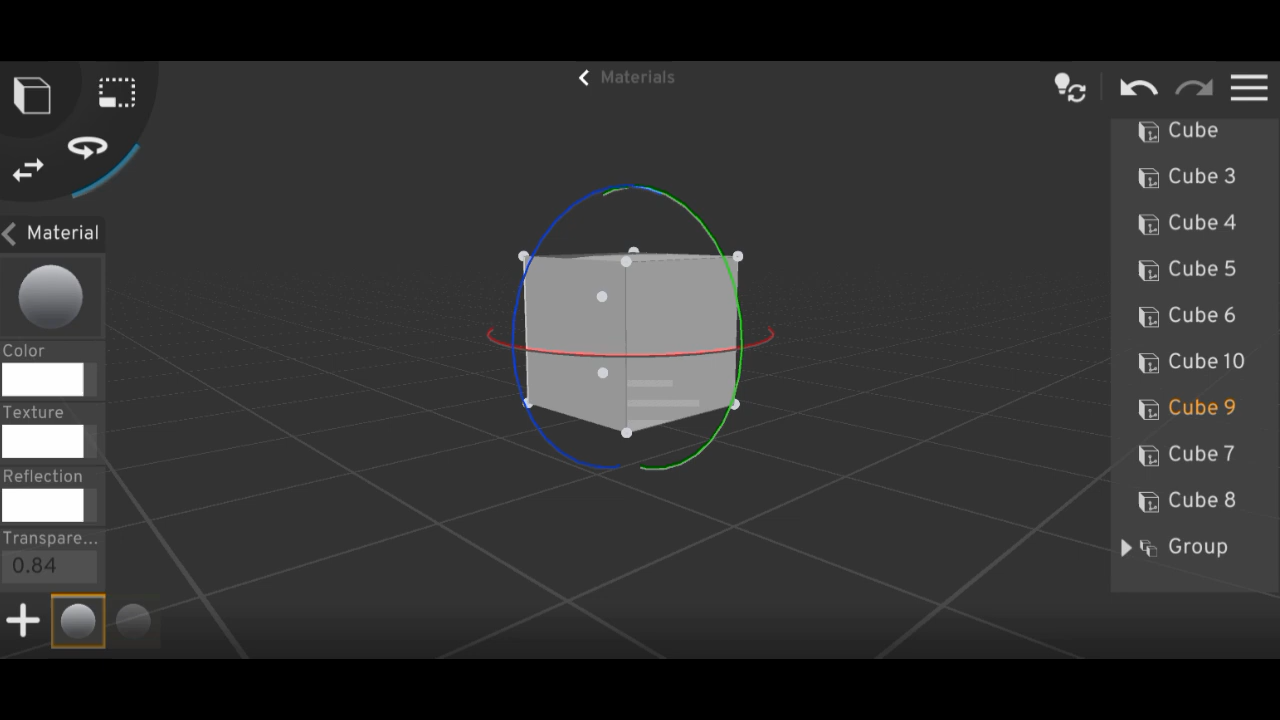 Materials
Material
Color
Texture
Reflection
Transpare...
0.84
Cube
Cube 3
Cube 4
Cube 5
Cube 6
Cube 10
Cube 9
Cube 7
Cube 8
Group